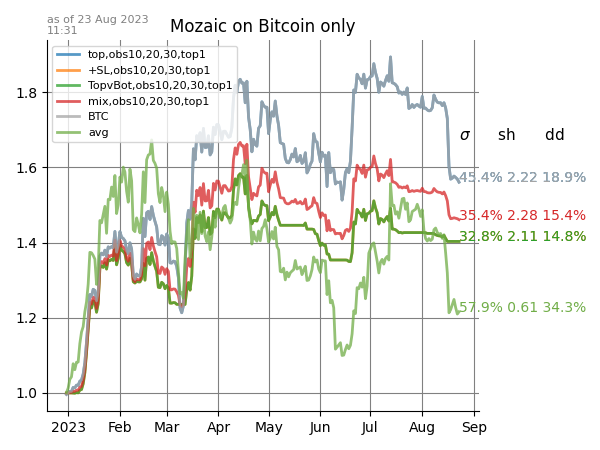 as of 23 Aug 2023
11:31
Mozaic on Bitcoin only
top,obs10,20,30,top1
+SL,obs10,20,30,top1
TopvBot,obs10,20,30,top1
mix,obs10,20,30,top1
BTC
avg
σ sh dd
45.4% 2.22 18.9%
35.4% 2.28 15.4%
32.8% 2.11 14.8%
57.9% 0.61 34.3%
1.8
1.6
1.4
1.2
1.0
2023 Feb Mar Apr May Jun Jul Aug Sep